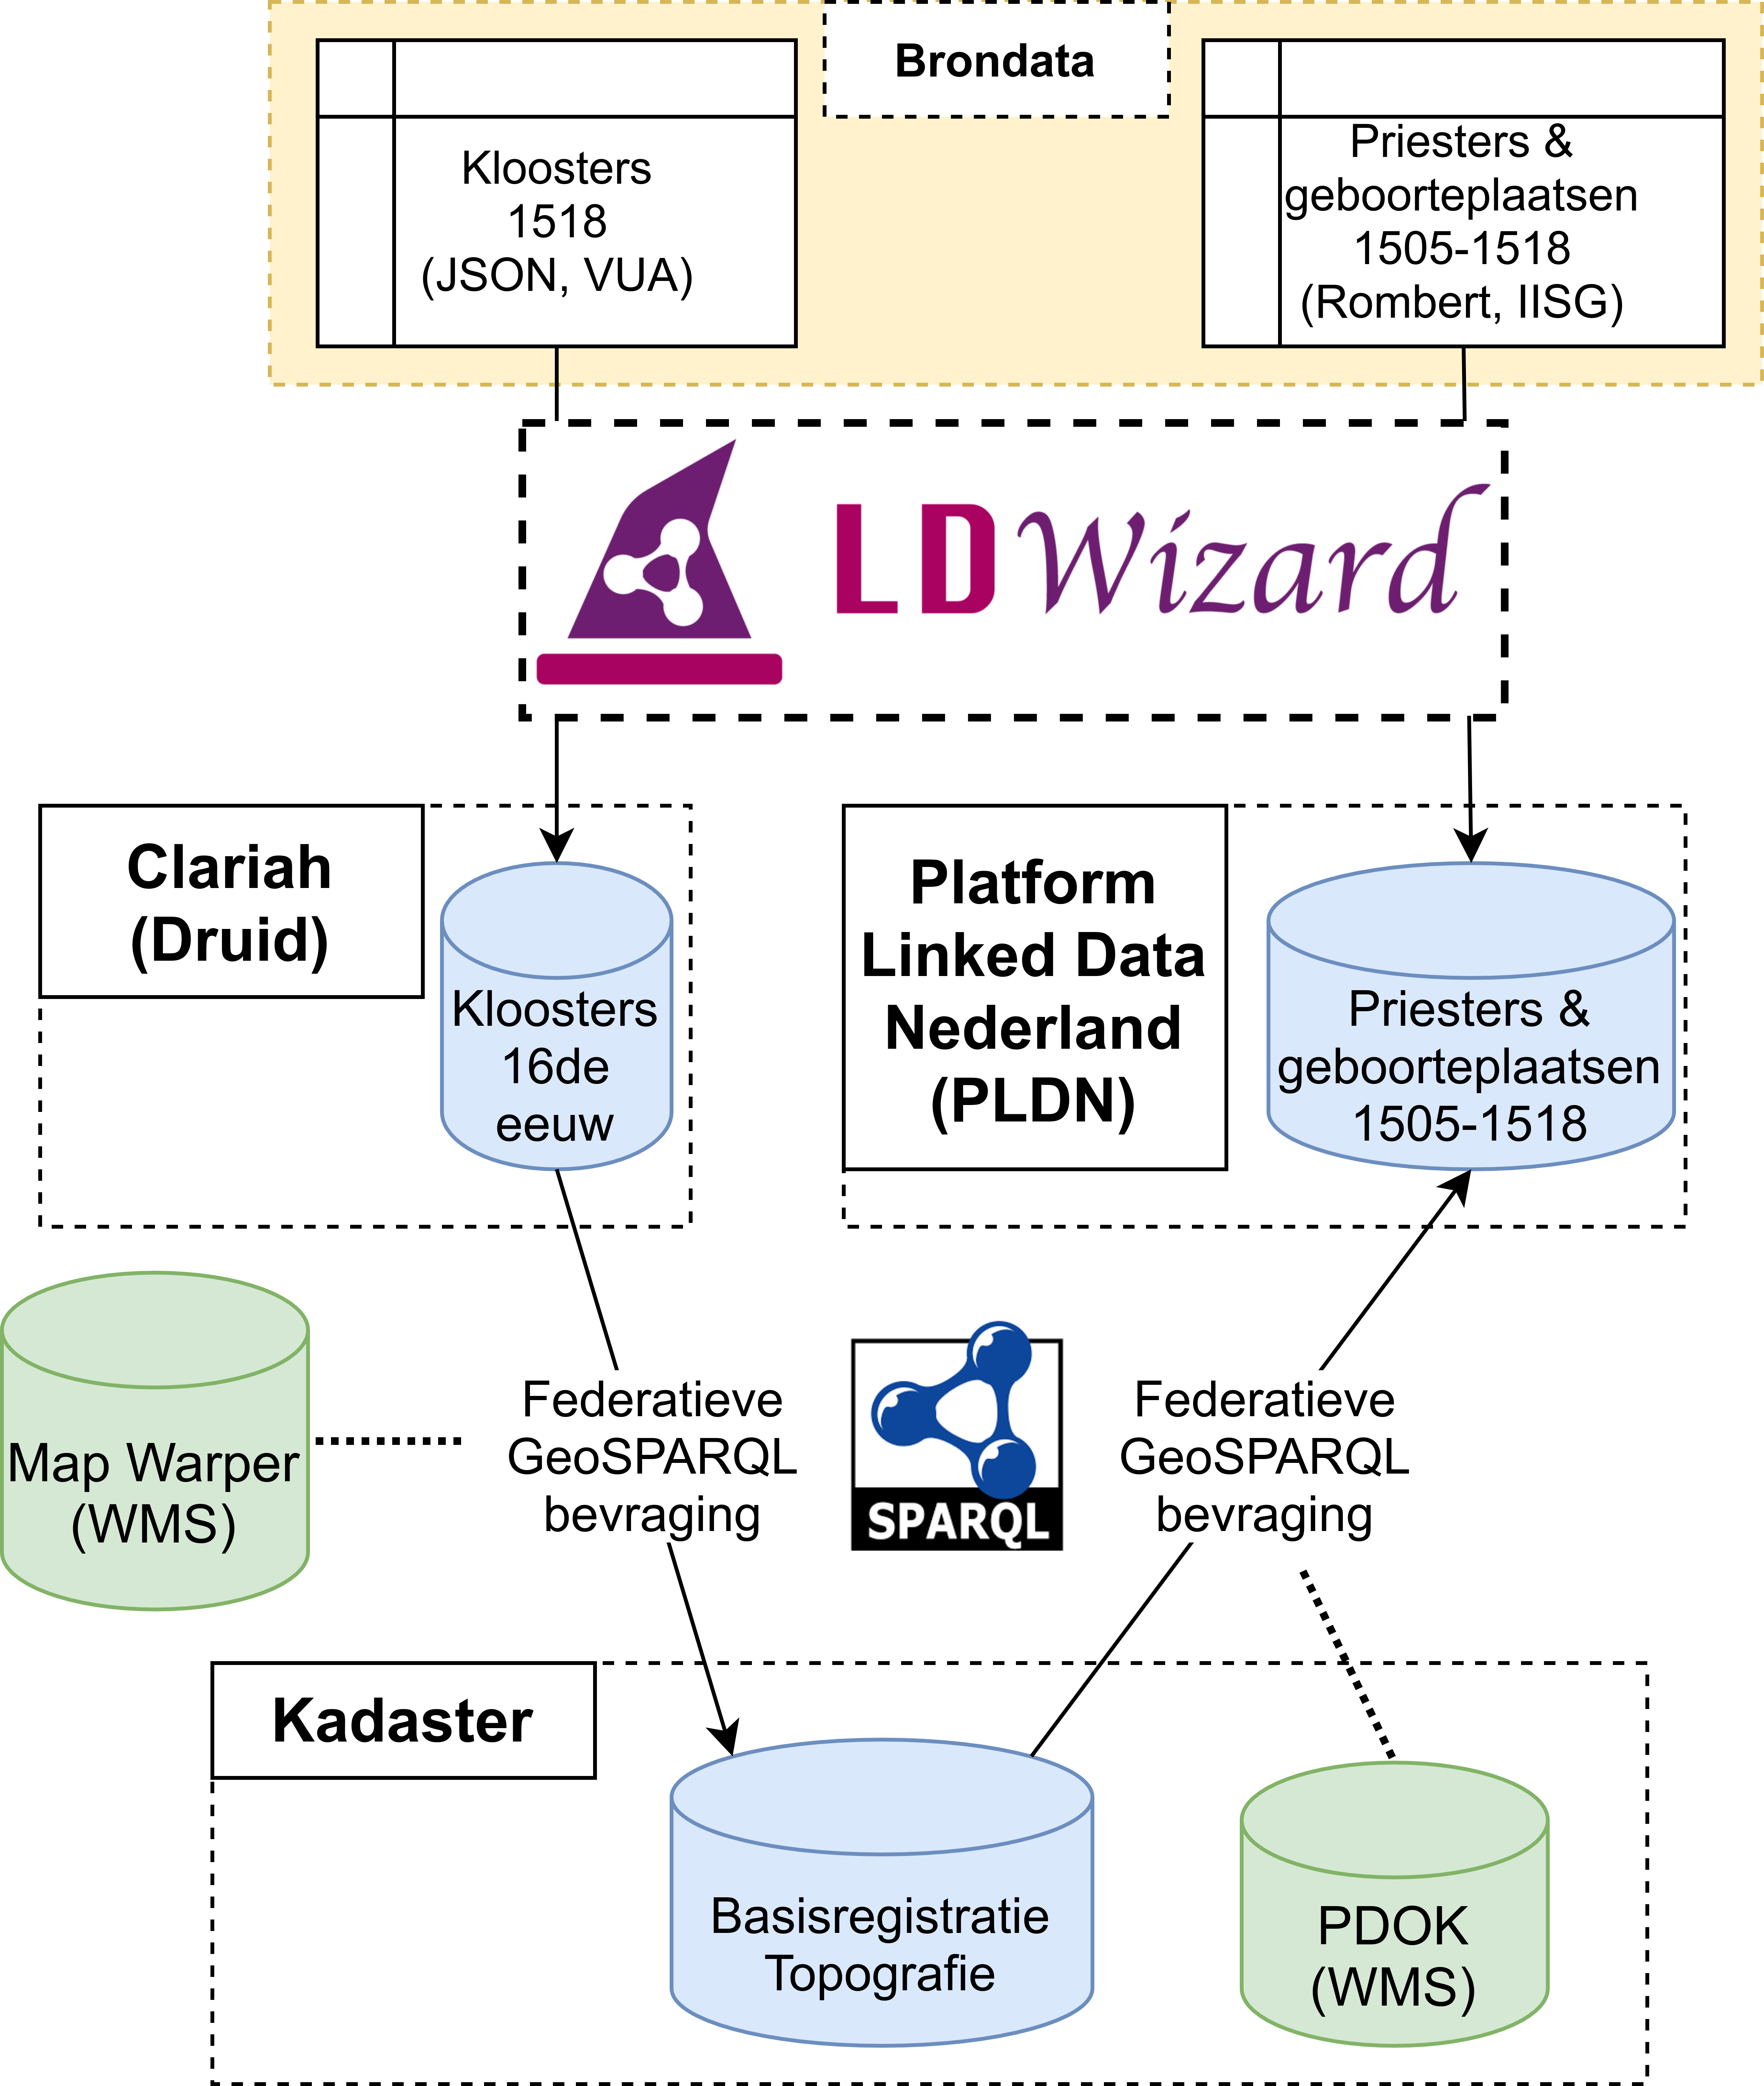 Brondata
Kloosters
1518
(JSON, VUA)
Priesters &
geboorteplaatsen
1505-1518
(Rombert, IISG)
LD Wizard
Clariah
(Druid)
Kloosters
16de
eeuw
Platform
Linked Data
Nederland
(PLDN)
Priesters &
geboorteplaatsen
1505-1518
Map Warper
(WMS)
Federatieve
GeoSPARQL
bevraging
SPARQL
Federatieve
GeoSPARQL
bevraging
Kadaster
Basisregistratie
Topografie
PDOK
(WMS)